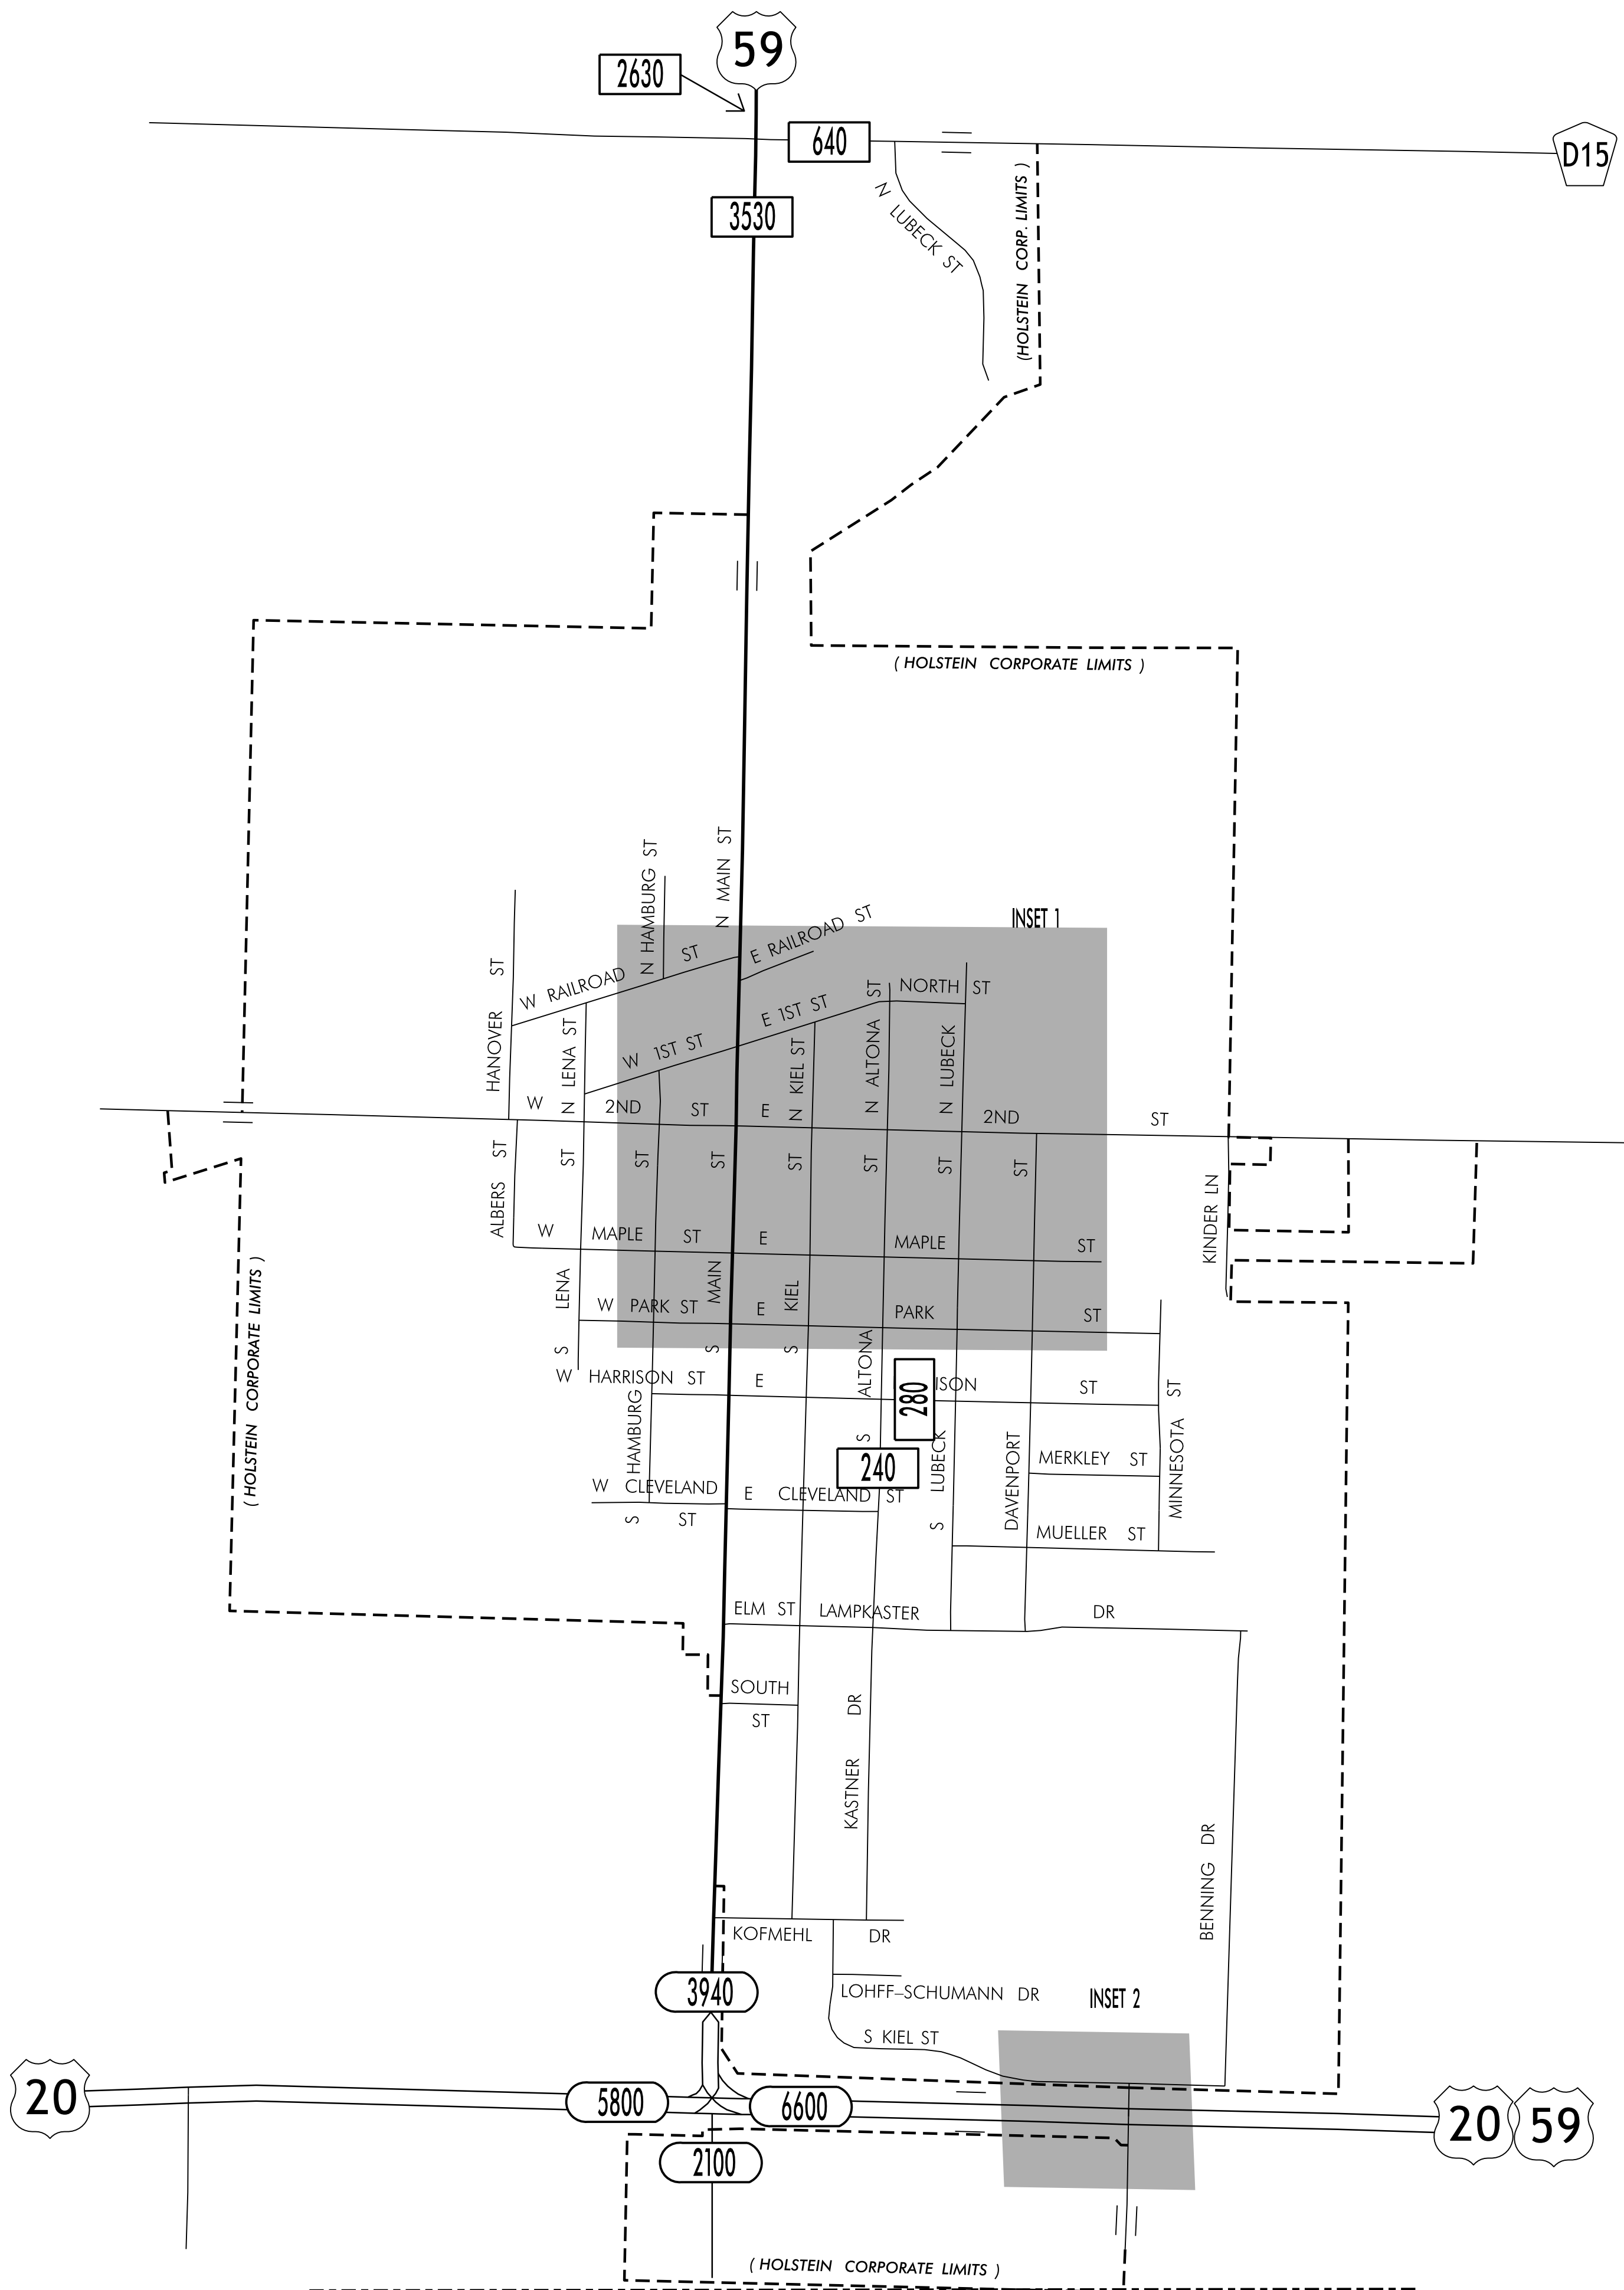 59
2630
640
D15
3530
N LUBECK ST
(HOLSTEIN CORP. LIMITS )
( HOLSTEIN CORPORATE LIMITS )
N MAIN ST
N HAMBURG ST
INSET 1
E RAILROAD ST
W RAILROAD ST
HANOVER ST
NORTH ST
E 1ST ST
W 1ST ST
N LENA ST
N KIEL ST
N ALTONA ST
N LUBECK
W 2ND ST E 2ND ST
ALBERS ST
ST
ST
ST
ST
ST
ST
ST
KINDER LN
W MAPLE ST E MAPLE ST
( HOLSTEIN CORPORATE LIMITS )
S LENA
S MAIN
S KIEL
W PARK ST E PARK ST
S ALTONA
W HARRISON ST E ISON ST
280
S HAMBURG
S LUBECK
DAVENPORT
MINNESOTA ST
MERKLEY ST
240
W CLEVELAND ST
E CLEVELAND ST
MUELLER ST
ELM ST
LAMPKASTER DR
SOUTH ST
KASTNER DR
BENNING DR
KOFMEHL DR
3940
LOHFF–SCHUMANN DR
INSET 2
S KIEL ST
20
5800
6600
20
59
2100
( HOLSTEIN CORPORATE LIMITS )